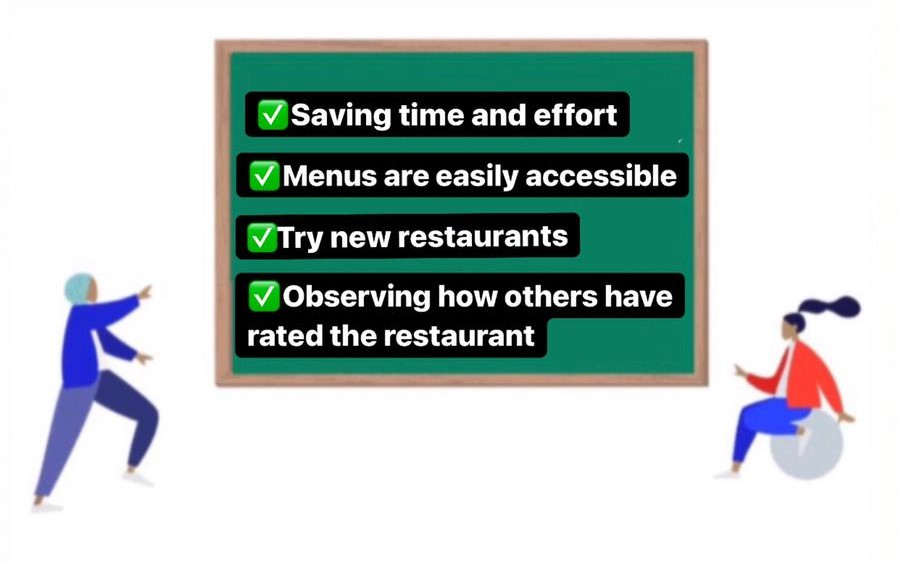 ✅Saving time and effort
✅Menus are easily accessible
✅Try new restaurants
✅Observing how others have
rated the restaurant